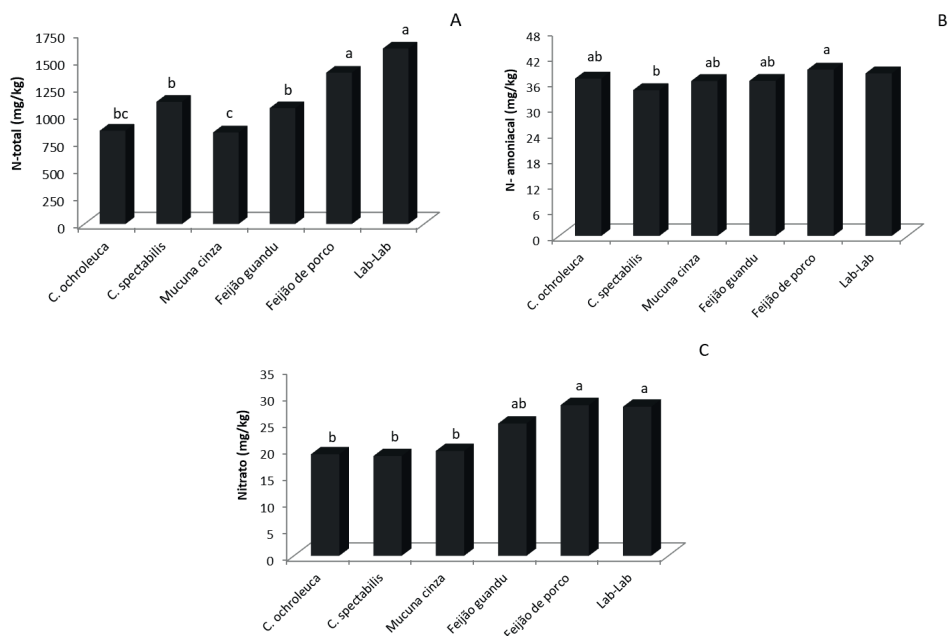 A
N-total (mg/kg)
1750
1500
1250
1000
750
500
250
0
bc
b
c
b
a
a
C. ochroleuca
C. spectabilis
Mucuna cinza
Feijão guandu
Feijão de porco
Lab-Lab
B
N- amoniacal (mg/kg)
48
42
36
30
24
18
12
6
0
ab
b
ab
ab
a
C. ochroleuca
C. spectabilis
Mucuna cinza
Feijão guandu
Feijão de porco
Lab-Lab
C
Nitrato (mg/kg)
35
30
25
20
15
10
5
0
b
b
b
ab
a
a
C. ochroleuca
C. spectabilis
Mucuna cinza
Feijão guandu
Feijão de porco
Lab-Lab